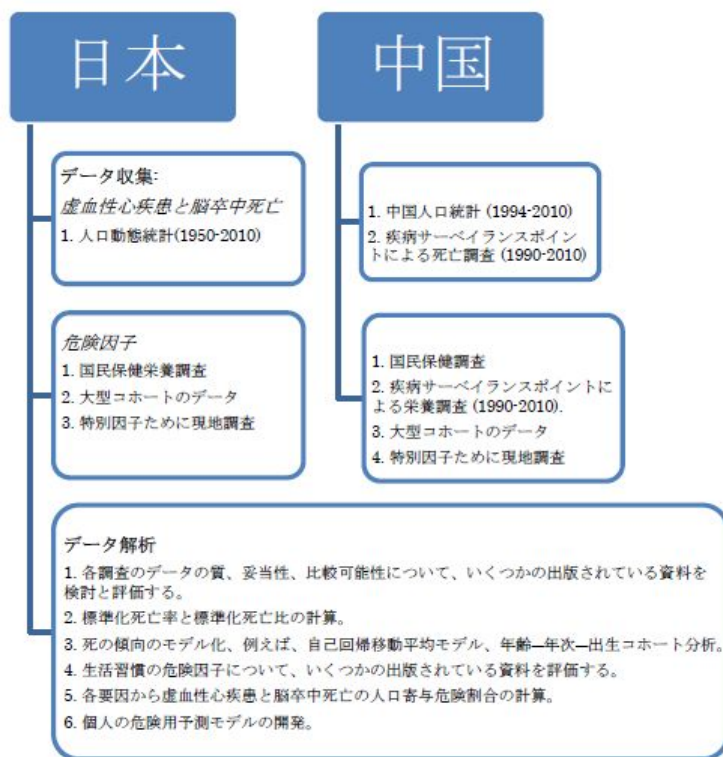 日本
中国
データ収集:
虚血性心疾患と脳卒中死亡
1. 人口動態統計(1950-2010)
1. 中国人口統計 (1994-2010)
2. 疾病サーベイランスポイン
トによる死亡調査 (1990-2010)
危険因子
1. 国民保健栄養調査
2. 大型コホートのデータ
3. 特別因子ために現地調査
1. 国民保健調査
2. 疾病サーベイランスポイントに
よる栄養調査 (1990-2010).
3. 大型コホートのデータ
4. 特別因子ために現地調査
データ解析
1. 各調査のデータの質、妥当性、比較可能性について、いくつかの出版されている資料を
検討と評価する。
2. 標準化死亡率と標準化死亡比の計算。
3. 死の傾向のモデル化、例えば、自己回帰移動平均モデル、年齢―年次―出生コホート分析。
4. 生活習慣の危険因子について、いくつかの出版されている資料を評価する。
5. 各要因から虚血性心疾患と脳卒中死亡の人口寄与危険割合の計算。
6. 個人の危険用予測モデルの開発。